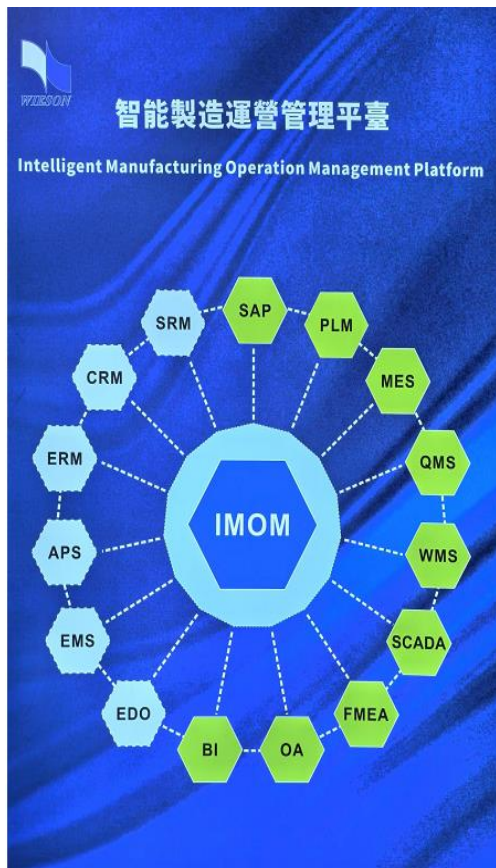 WIESON
智能製造運營管理平臺
Intelligent Manufacturing Operation Management Platform
SAP
PLM
MES
QMS
WMS
SCADA
FMEA
OA
BI
EDO
EMS
APS
ERM
CRM
SRM
IMOM